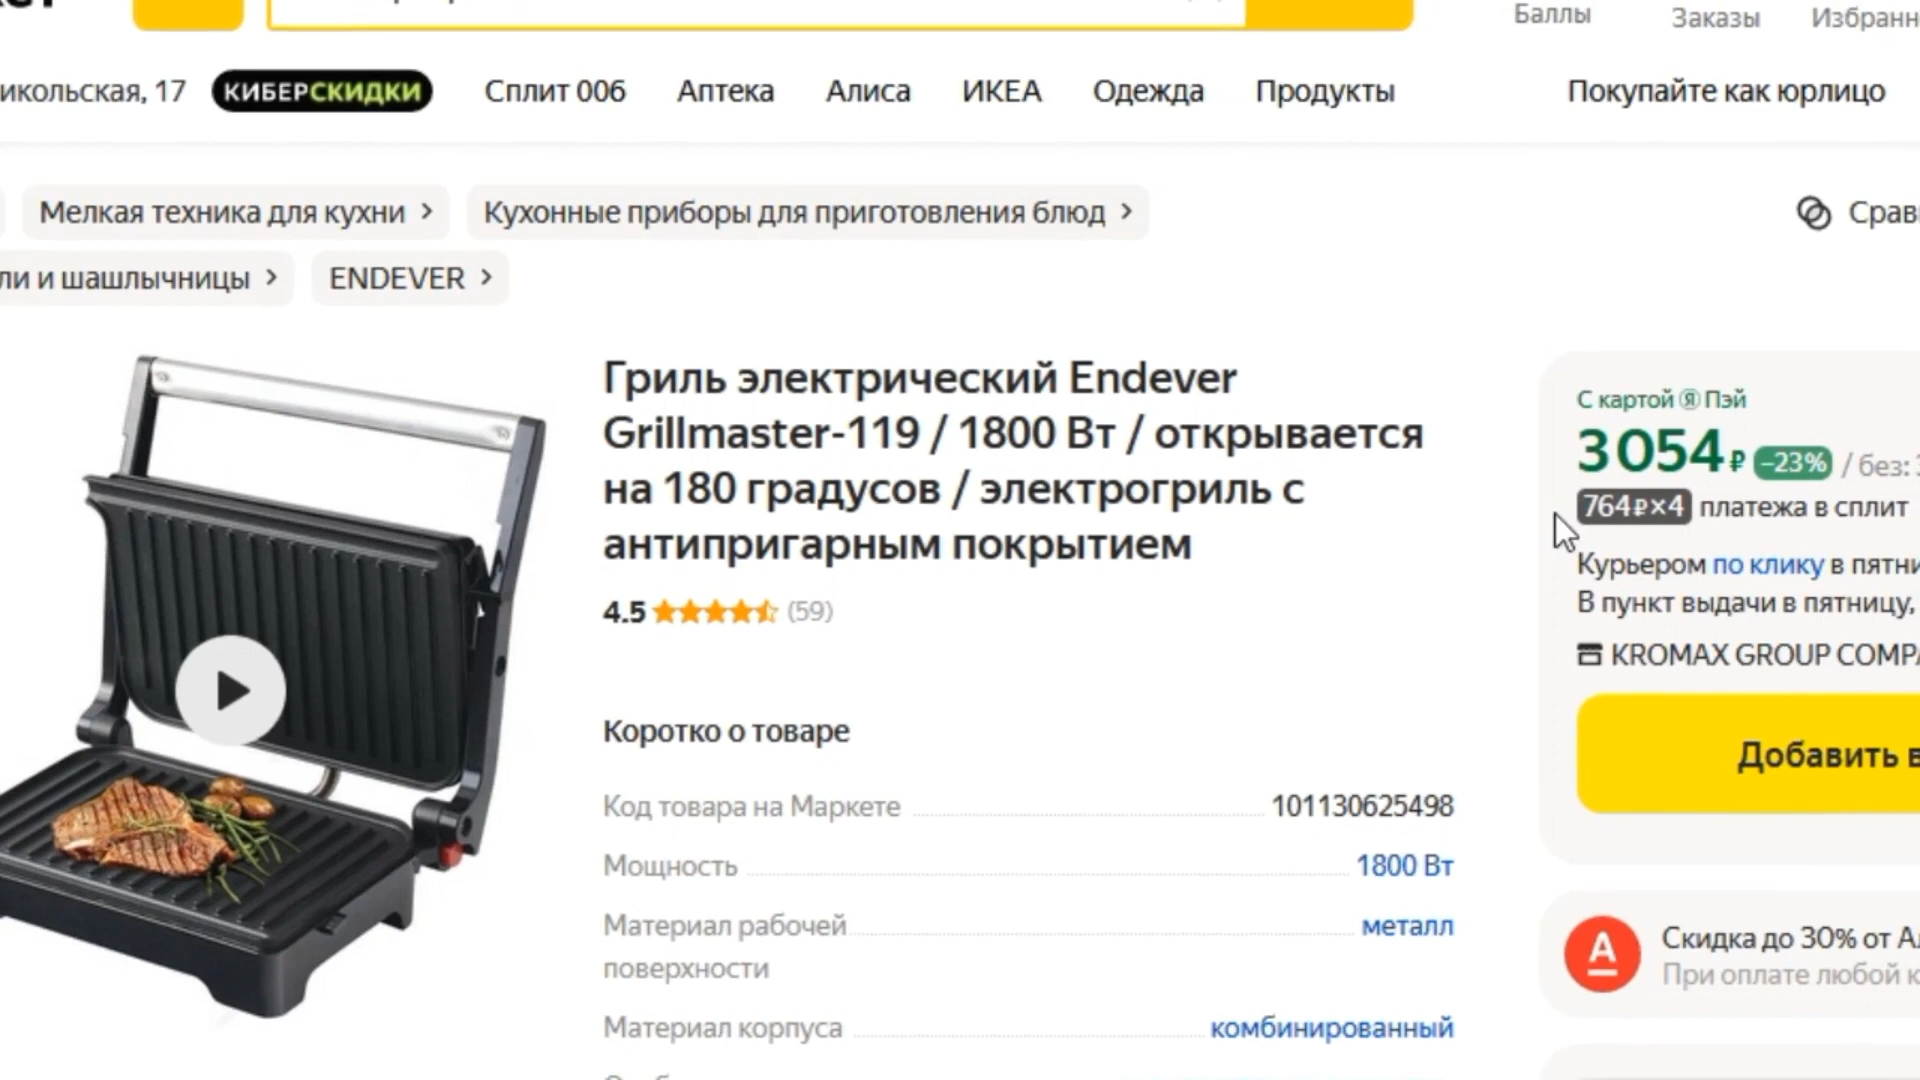 Баллы
Заказы
Избранн
икольская, 17
КИБЕРСКИДКИ
Сплит 006
Аптека
Алиса
ИКЕА
Одежда
Продукты
Покупайте как юрлицо
Мелкая техника для кухни
Кухонные приборы для приготовления блюд
Срав
ли и шашлычницы
ENDEVER
Гриль электрический Endever
Grillmaster-119 / 1800 Вт / открывается
на 180 градусов / электрогриль с
антипригарным покрытием
4.5 (59)
Коротко о товаре
Код товара на Маркете 101130625498
Мощность 1800 Вт
Материал рабочей металл
поверхности
Материал корпуса комбинированный
С картой Я Пэй
3 054 ₽ –23% / без:
764₽×4 платежа в сплит
Курьером по клику в пятни
В пункт выдачи в пятницу,
KROMAX GROUP COMPA
Добавить в
А
Скидка до 30% от Ал
При оплате любой к